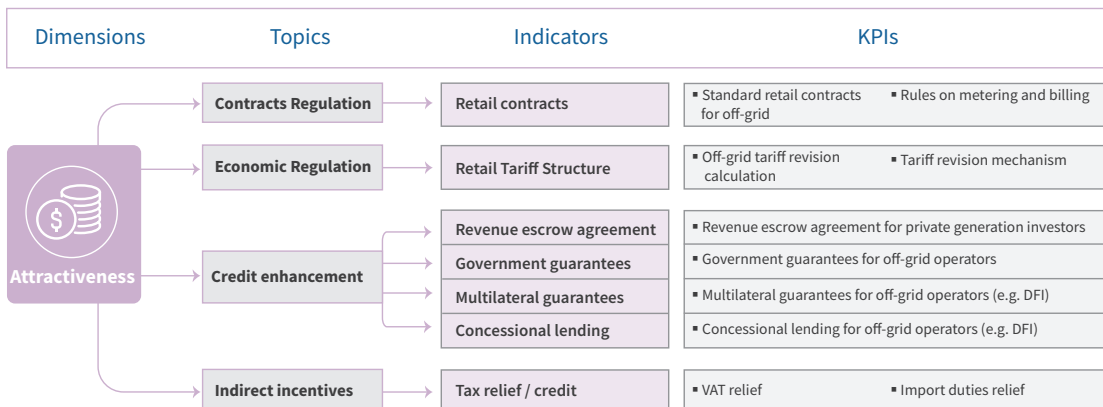 Dimensions Topics Indicators KPIs
Contracts Regulation
Retail contracts
▪ Standard retail contracts
for off-grid
▪ Rules on metering and billing
Economic Regulation
Retail Tariff Structure
▪ Off-grid tariff revision
calculation
▪ Tariff revision mechanism
$
Attractiveness
Credit enhancement
Revenue escrow agreement
▪ Revenue escrow agreement for private generation investors
Government guarantees
▪ Government guarantees for off-grid operators
Multilateral guarantees
▪ Multilateral guarantees for off-grid operators (e.g. DFI)
Concessional lending
▪ Concessional lending for off-grid operators (e.g. DFI)
Indirect incentives
Tax relief / credit
▪ VAT relief
▪ Import duties relief